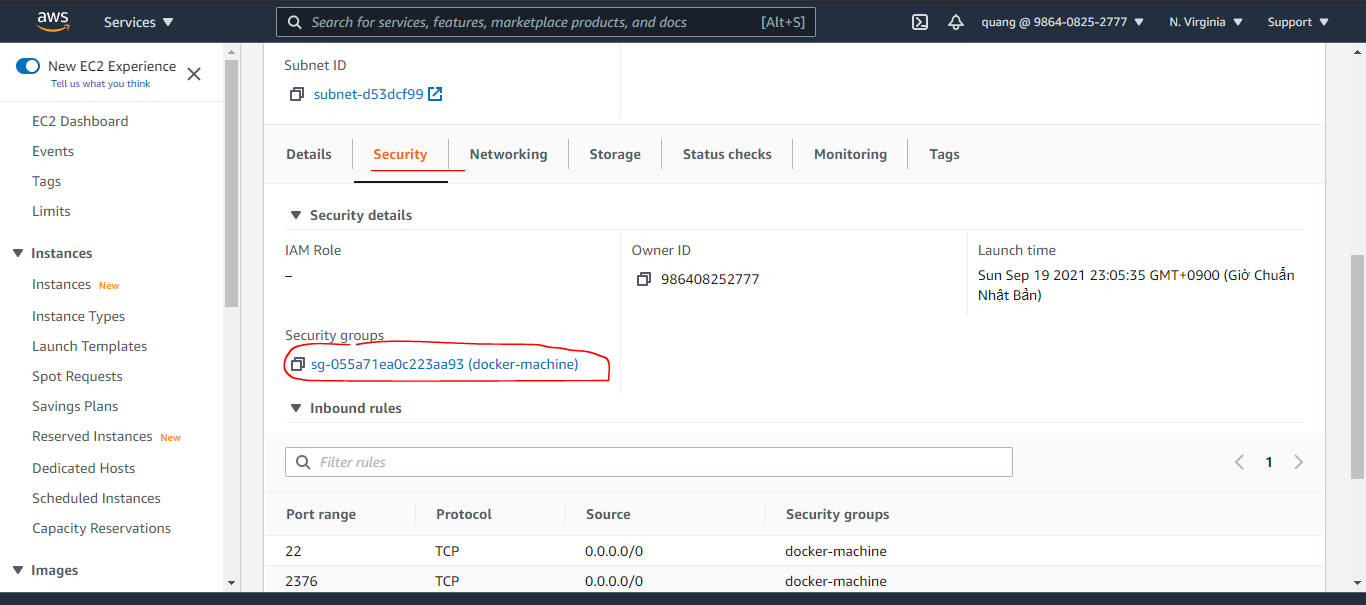 aws
Services
Search for services, features, marketplace products, and docs [Alt+S]
quang @ 9864-0825-2777
N. Virginia
Support
New EC2 Experience
Tell us what you think
EC2 Dashboard
Events
Tags
Limits
Instances
Instances New
Instance Types
Launch Templates
Spot Requests
Savings Plans
Reserved Instances New
Dedicated Hosts
Scheduled Instances
Capacity Reservations
Images
Subnet ID
subnet-d53dcf99
Details
Security
Networking
Storage
Status checks
Monitoring
Tags
Security details
IAM Role
–
Owner ID
986408252777
Launch time
Sun Sep 19 2021 23:05:35 GMT+0900 (Giờ Chuẩn
Nhật Bản)
Security groups
sg-055a71ea0c223aa93 (docker-machine)
Inbound rules
Filter rules
1
Port range Protocol Source Security groups
22 TCP 0.0.0.0/0 docker-machine
2376 TCP 0.0.0.0/0 docker-machine